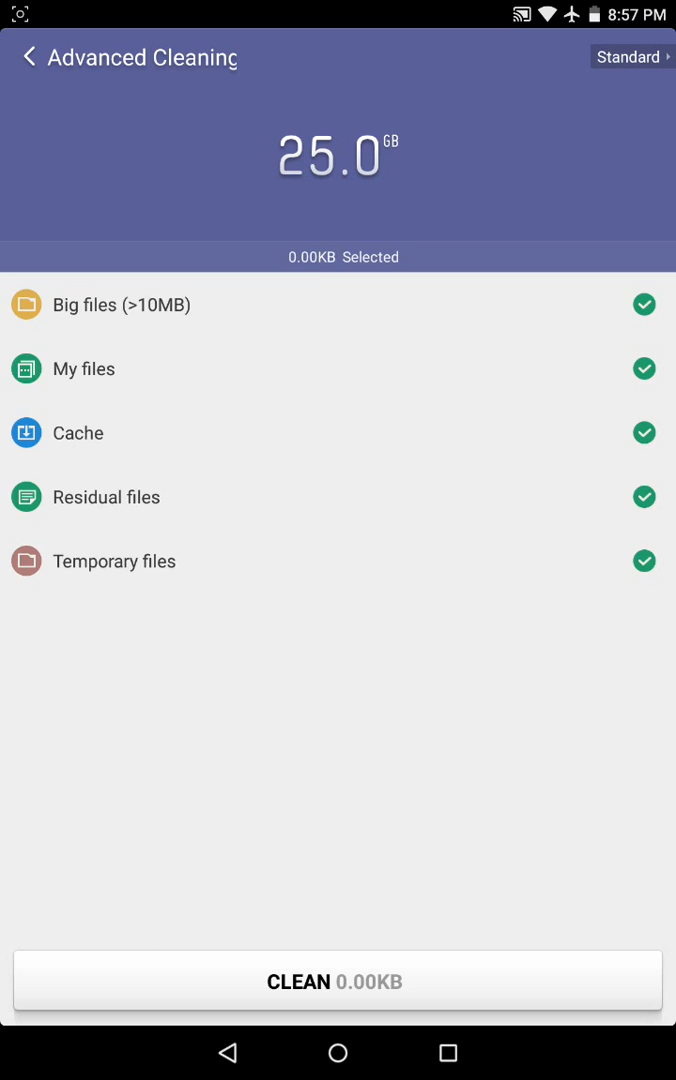 8:57 PM
Advanced Cleaning
Standard
25.0 GB
0.00KB Selected
Big files (>10MB)
My files
Cache
Residual files
Temporary files
CLEAN 0.00KB